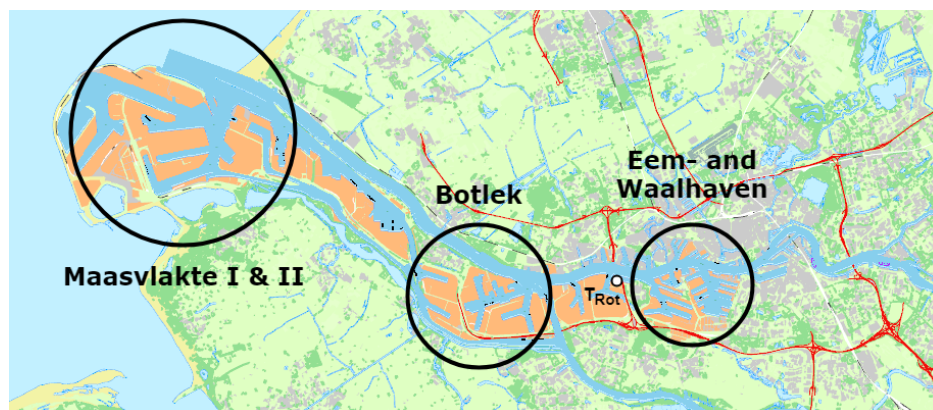 Eem- and
Waalhaven
Botlek
Maasvlakte I & II
TRot